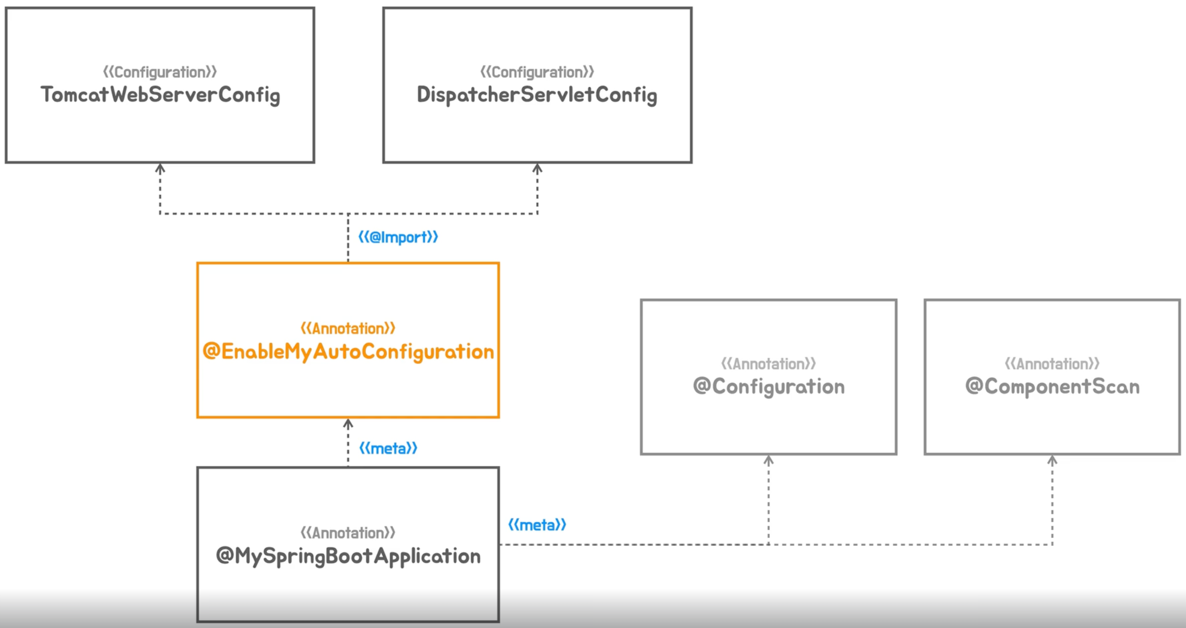 ⟨⟨Configuration⟩⟩
TomcatWebServerConfig
⟨⟨Configuration⟩⟩
DispatcherServletConfig
⟨⟨@Import⟩⟩
⟨⟨Annotation⟩⟩
@EnableMyAutoConfiguration
⟨⟨Annotation⟩⟩
@Configuration
⟨⟨Annotation⟩⟩
@ComponentScan
⟨⟨meta⟩⟩
⟨⟨Annotation⟩⟩
@MySpringBootApplication
⟨⟨meta⟩⟩